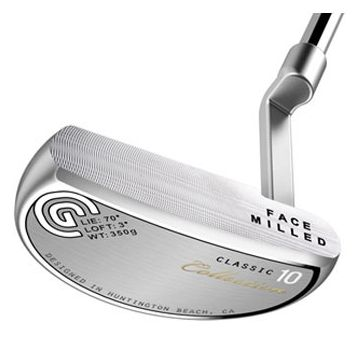 FACE
MILLED
LIE: 70°
LOFT: 3°
WT: 350g
CLASSIC 10
Collection
DESIGNED IN HUNTINGTON BEACH, CA